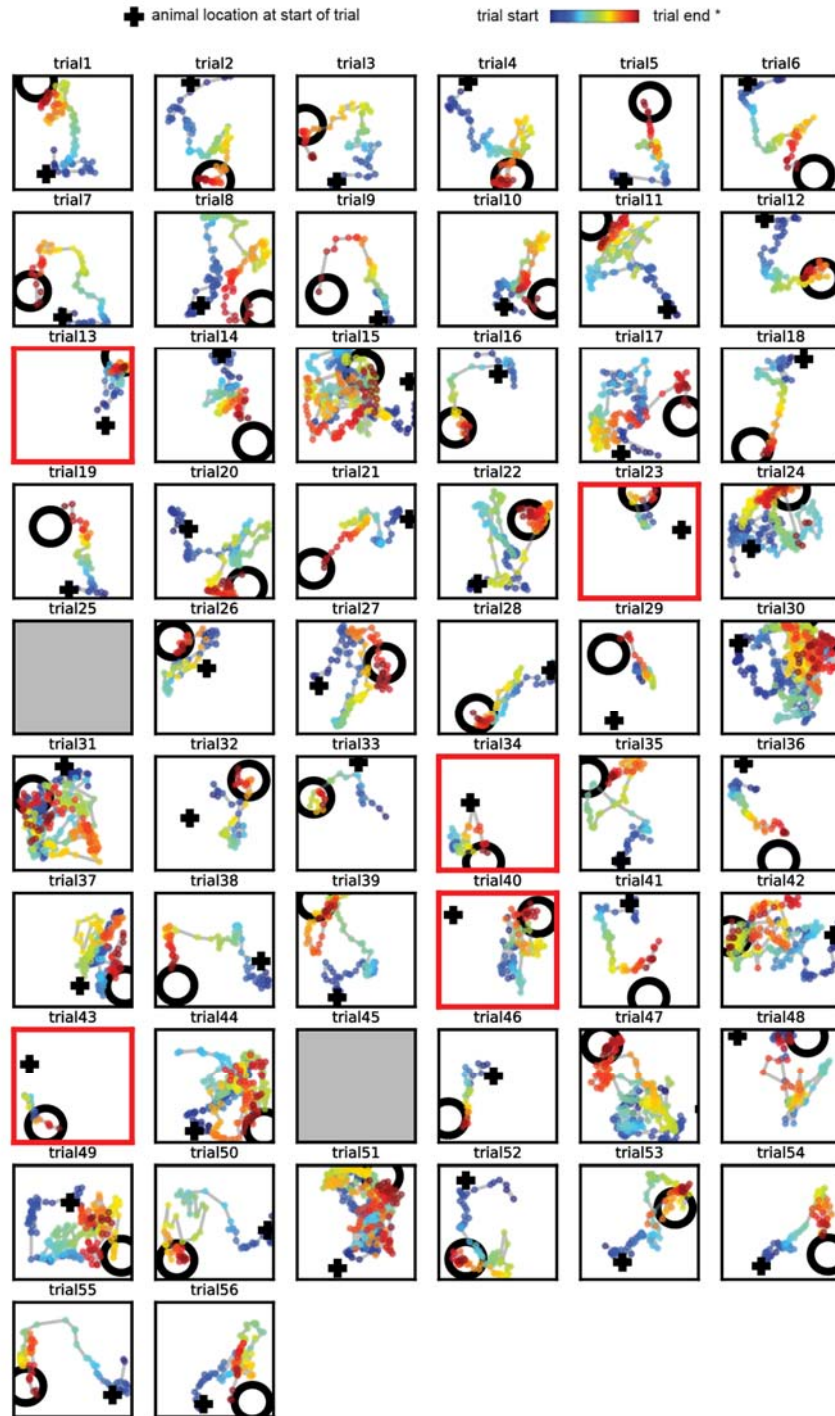 animal location at start of trial trial start trial end *
trial1 trial2 trial3 trial4 trial5 trial6
trial7 trial8 trial9 trial10 trial11 trial12
trial13 trial14 trial15 trial16 trial17 trial18
trial19 trial20 trial21 trial22 trial23 trial24
trial25 trial26 trial27 trial28 trial29 trial30
trial31 trial32 trial33 trial34 trial35 trial36
trial37 trial38 trial39 trial40 trial41 trial42
trial43 trial44 trial45 trial46 trial47 trial48
trial49 trial50 trial51 trial52 trial53 trial54
trial55 trial56